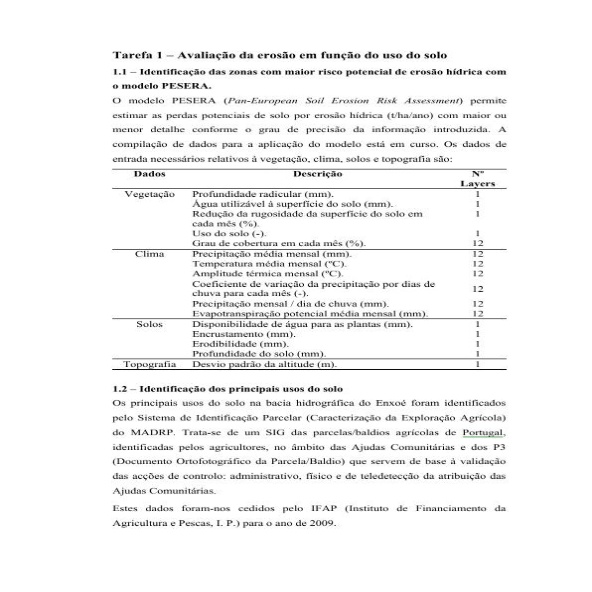 Tarefa 1 – Avaliação da erosão em função do uso do solo
1.1 – Identificação das zonas com maior risco potencial de erosão hídrica com
o modelo PESERA.
O modelo PESERA (Pan-European Soil Erosion Risk Assessment) permite
estimar as perdas potenciais de solo por erosão hídrica (t/ha/ano) com maior ou
menor detalhe conforme o grau de precisão da informação introduzida. A
compilação de dados para a aplicação do modelo está em curso. Os dados de
entrada necessários relativos à vegetação, clima, solos e topografia são:
Dados Descrição Nº
Layers
Vegetação Profundidade radicular (mm). 1
Água utilizável à superfície do solo (mm). 1
Redução da rugosidade da superfície do solo em 1
cada mês (%).
Uso do solo (-). 1
Grau de cobertura em cada mês (%). 12
Clima Precipitação média mensal (mm). 12
Temperatura média mensal (ºC). 12
Amplitude térmica mensal (ºC). 12
Coeficiente de variação da precipitação por dias de
chuva para cada mês (-). 12
Precipitação mensal / dia de chuva (mm). 12
Evapotranspiração potencial média mensal (mm). 12
Solos Disponibilidade de água para as plantas (mm). 1
Encrustamento (mm). 1
Erodibilidade (mm). 1
Profundidade do solo (mm). 1
Topografia Desvio padrão da altitude (m). 1
1.2 – Identificação dos principais usos do solo
Os principais usos do solo na bacia hidrográfica do Enxoé foram identificados
pelo Sistema de Identificação Parcelar (Caracterização da Exploração Agrícola)
do MADRP. Trata-se de um SIG das parcelas/baldios agrícolas de Portugal,
identificadas pelos agricultores, no âmbito das Ajudas Comunitárias e dos P3
(Documento Ortofotográfico da Parcela/Baldio) que servem de base à validação
das acções de controlo: administrativo, físico e de teledetecção da atribuição das
Ajudas Comunitárias.
Estes dados foram-nos cedidos pelo IFAP (Instituto de Financiamento da
Agricultura e Pescas, I. P.) para o ano de 2009.